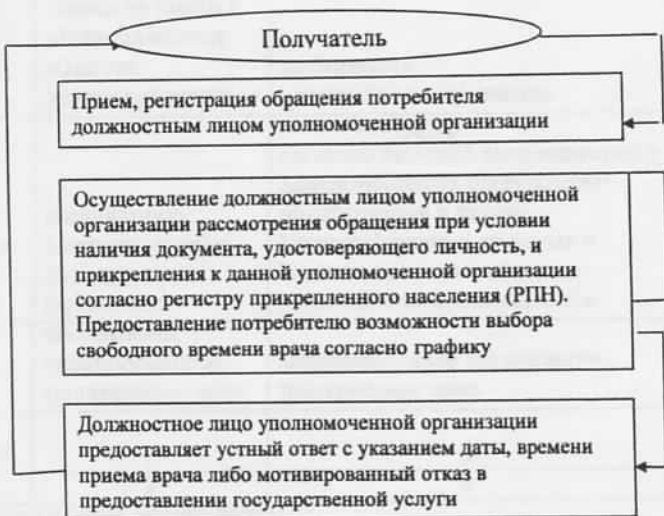 Получатель
Прием, регистрация обращения потребителя
должностным лицом уполномоченной организации
Осуществление должностным лицом уполномоченной
организации рассмотрения обращения при условии
наличия документа, удостоверяющего личность, и
прикрепления к данной уполномоченной организации
согласно регистру прикрепленного населения (РПН).
Предоставление потребителю возможности выбора
свободного времени врача согласно графику
Должностное лицо уполномоченной организации
предоставляет устный ответ с указанием даты, времени
приема врача либо мотивированный отказ в
предоставлении государственной услуги